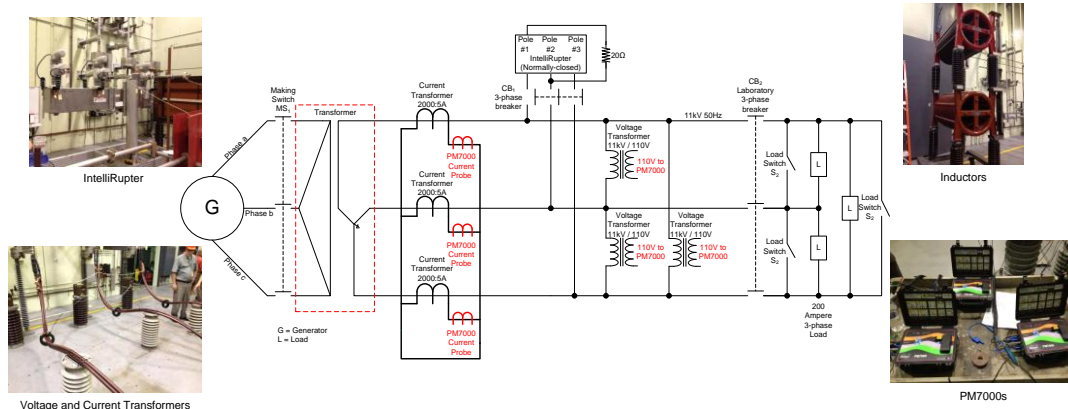 IntelliRupter
Voltage and Current Transformers
G
Phase a
Phase b
Phase c
Making
Switch
MS1
Transformer
G = Generator
L = Load
Current
Transformer
2000:5A
PM7000
Current
Probe
Current
Transformer
2000:5A
PM7000
Current
Probe
Current
Transformer
2000:5A
PM7000
Current
Probe
Pole Pole Pole
#1 #2 #3
IntelliRupter
(Normally-closed)
20Ω
CB1
3-phase
breaker
11kV 50Hz
Voltage
Transformer
11kV / 110V
110V to
PM7000
Voltage
Transformer
11kV / 110V
110V to
PM7000
Voltage
Transformer
11kV / 110V
110V to
PM7000
CB2
Laboratory
3-phase
breaker
Load
Switch
S2
L
Load
Switch
S2
L
L
Load
Switch
S2
200
Ampere
3-phase
Load
Inductors
PM7000s